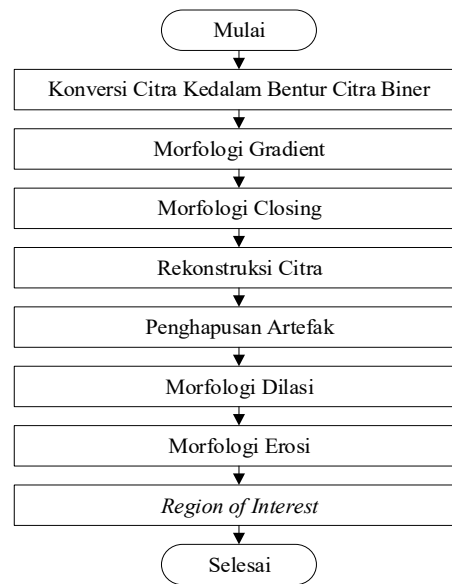 Mulai
Konversi Citra Kedalam Bentur Citra Biner
Morfologi Gradient
Morfologi Closing
Rekonstruksi Citra
Penghapusan Artefak
Morfologi Dilasi
Morfologi Erosi
Region of Interest
Selesai